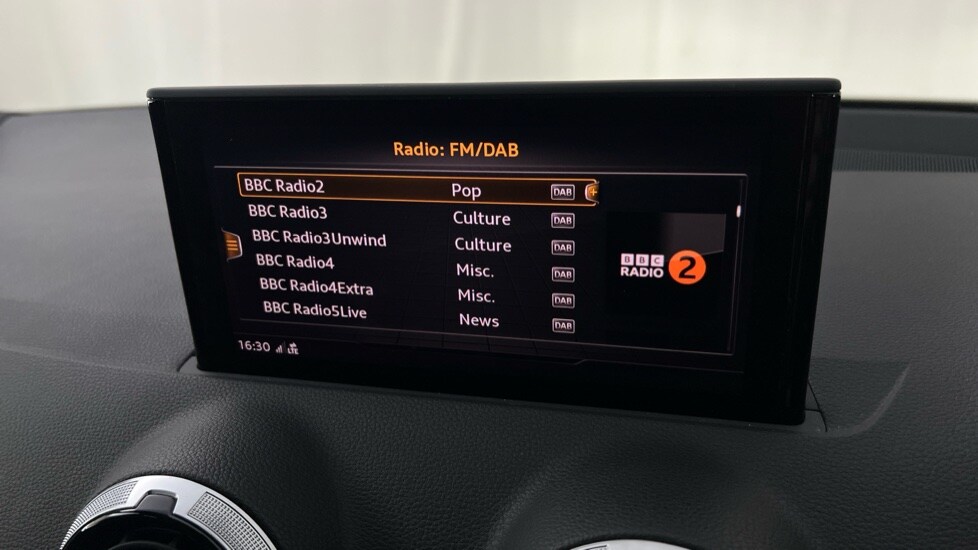 Radio: FM/DAB
BBC Radio2 Pop DAB
BBC Radio3 Culture DAB
BBC Radio3Unwind Culture DAB
BBC Radio4 Misc. DAB
BBC Radio4Extra Misc. DAB
BBC Radio5Live News DAB
BBC
RADIO 2
16:30 LTE